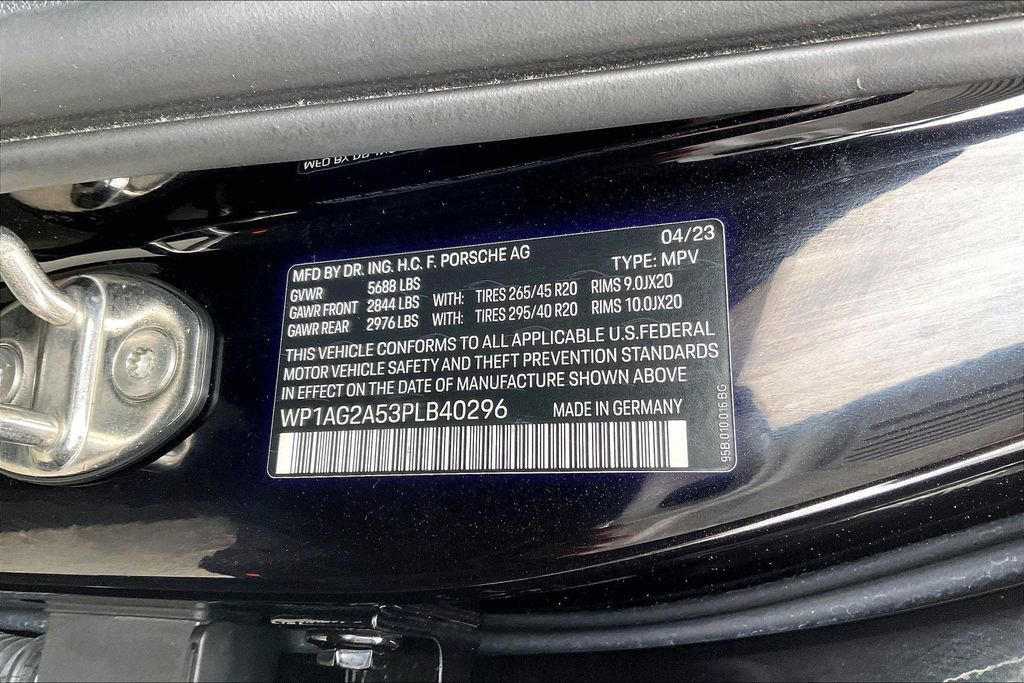 MFD BY DR. ING. H.C. F. PORSCHE AG 04/23
GVWR 5688 LBS TYPE: MPV
GAWR FRONT 2844 LBS WITH: TIRES 265/45 R20 RIMS 9.0JX20
GAWR REAR 2976 LBS WITH: TIRES 295/40 R20 RIMS 10.0JX20
THIS VEHICLE CONFORMS TO ALL APPLICABLE U.S.FEDERAL
MOTOR VEHICLE SAFETY AND THEFT PREVENTION STANDARDS
IN EFFECT ON THE DATE OF MANUFACTURE SHOWN ABOVE
WP1AG2A53PLB40296 MADE IN GERMANY
95B.010.016.BG